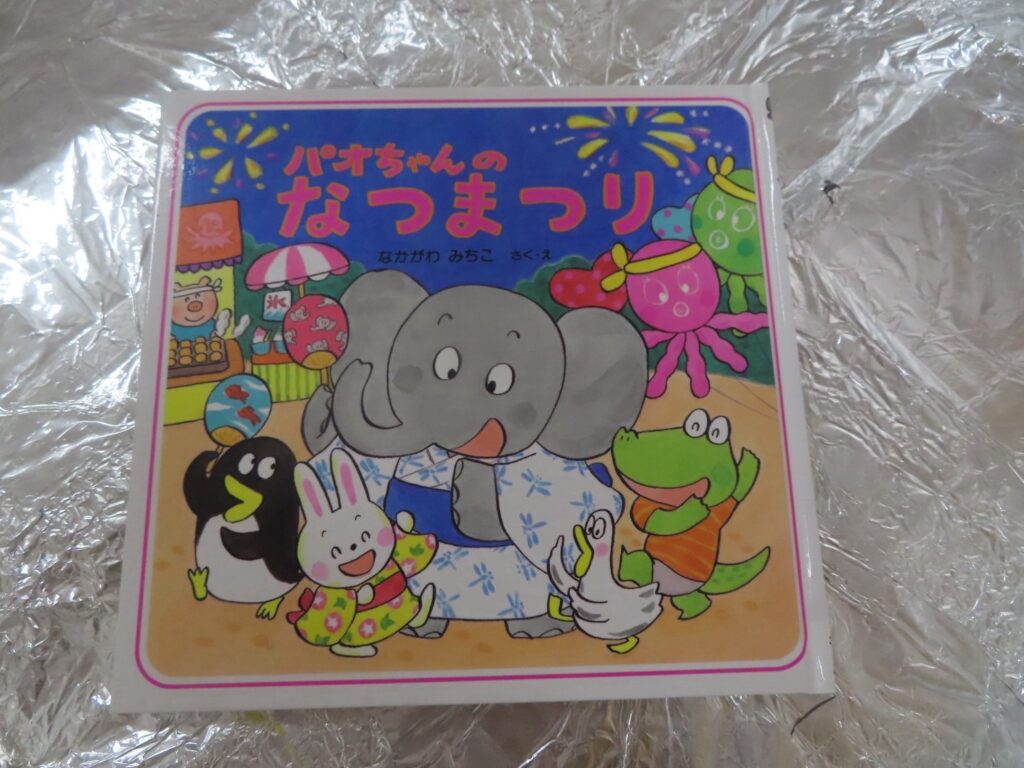 パオちゃんの
なつまつり
なかがわ みちこ さく・え
氷